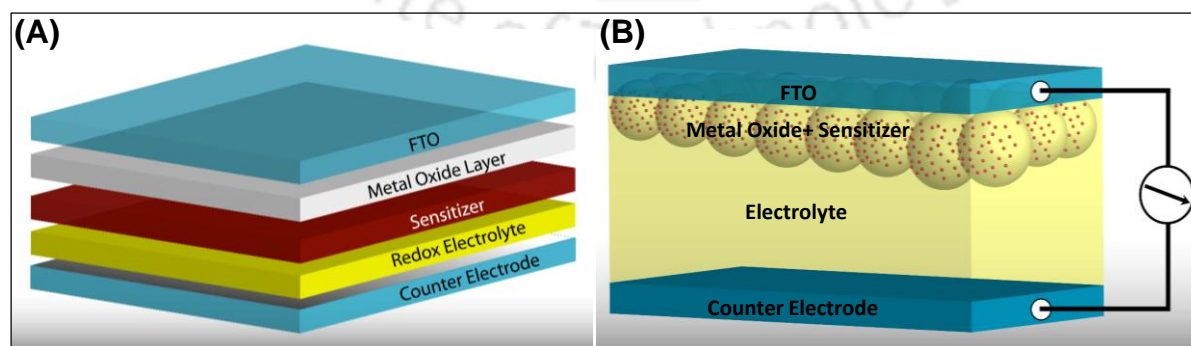 (A)
FTO
Metal Oxide Layer
Sensitizer
Redox Electrolyte
Counter Electrode
(B)
FTO
Metal Oxide+ Sensitizer
Electrolyte
Counter Electrode